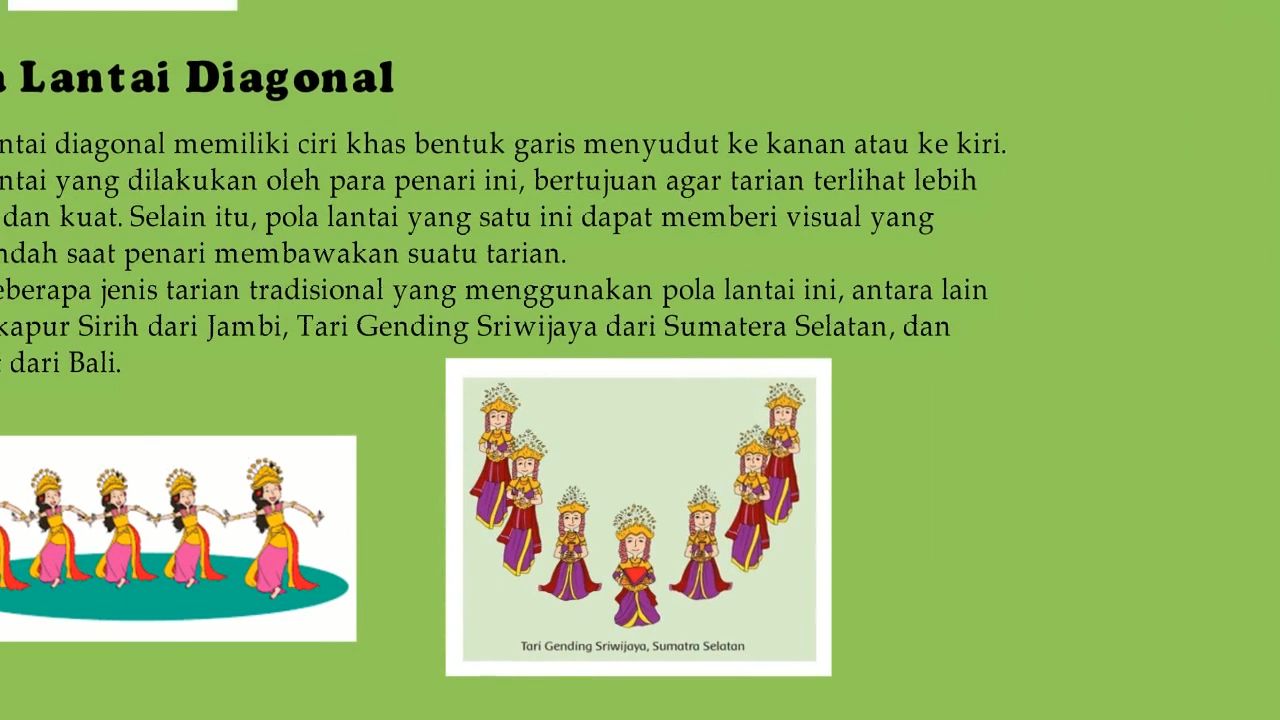 Lantai Diagonal
ntai diagonal memiliki ciri khas bentuk garis menyudut ke kanan atau ke kiri.
ntai yang dilakukan oleh para penari ini, bertujuan agar tarian terlihat lebih
dan kuat. Selain itu, pola lantai yang satu ini dapat memberi visual yang
ndah saat penari membawakan suatu tarian.
eberapa jenis tarian tradisional yang menggunakan pola lantai ini, antara lain
kapur Sirih dari Jambi, Tari Gending Sriwijaya dari Sumatera Selatan, dan
dari Bali.
Tari Gending Sriwijaya, Sumatra Selatan